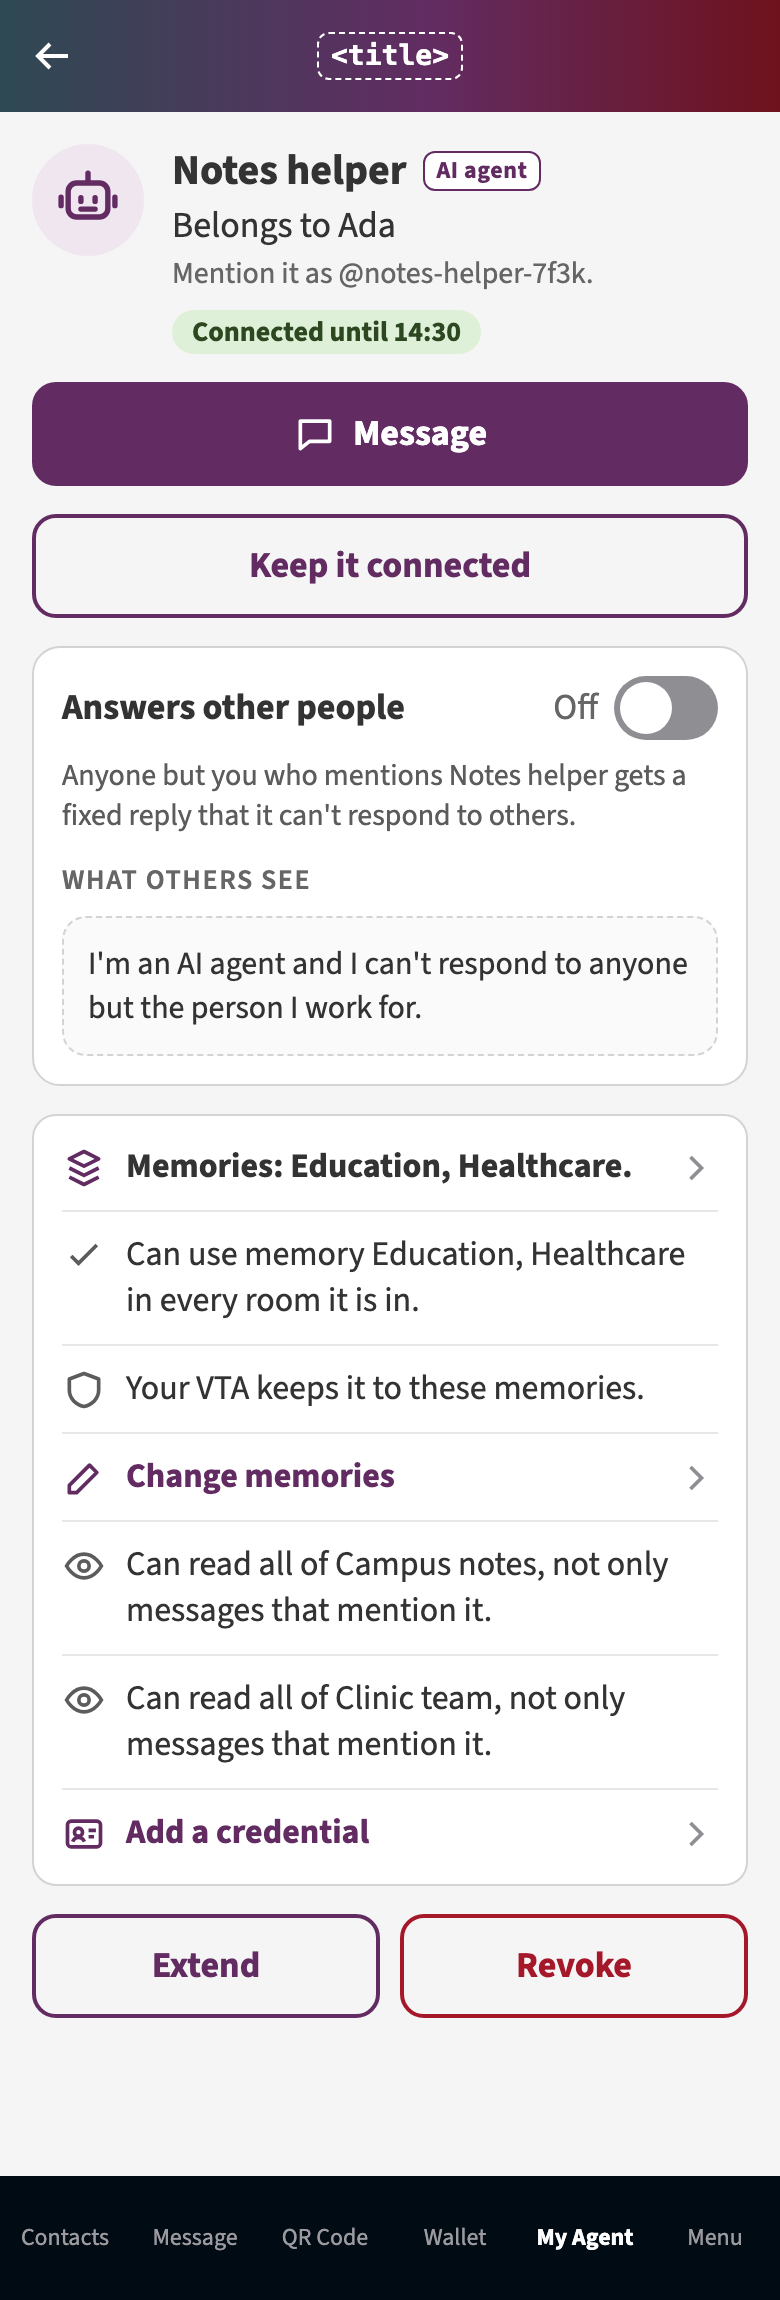 <title>
Notes helper
AI agent
Belongs to Ada
Mention it as @notes-helper-7f3k.
Connected until 14:30
Message
Keep it connected
Answers other people
Off
Anyone but you who mentions Notes helper gets a
fixed reply that it can't respond to others.
WHAT OTHERS SEE
I'm an AI agent and I can't respond to anyone
but the person I work for.
Memories: Education, Healthcare.
Can use memory Education, Healthcare
in every room it is in.
Your VTA keeps it to these memories.
Change memories
Can read all of Campus notes, not only
messages that mention it.
Can read all of Clinic team, not only
messages that mention it.
Add a credential
Extend
Revoke
Contacts
Message
QR Code
Wallet
My Agent
Menu